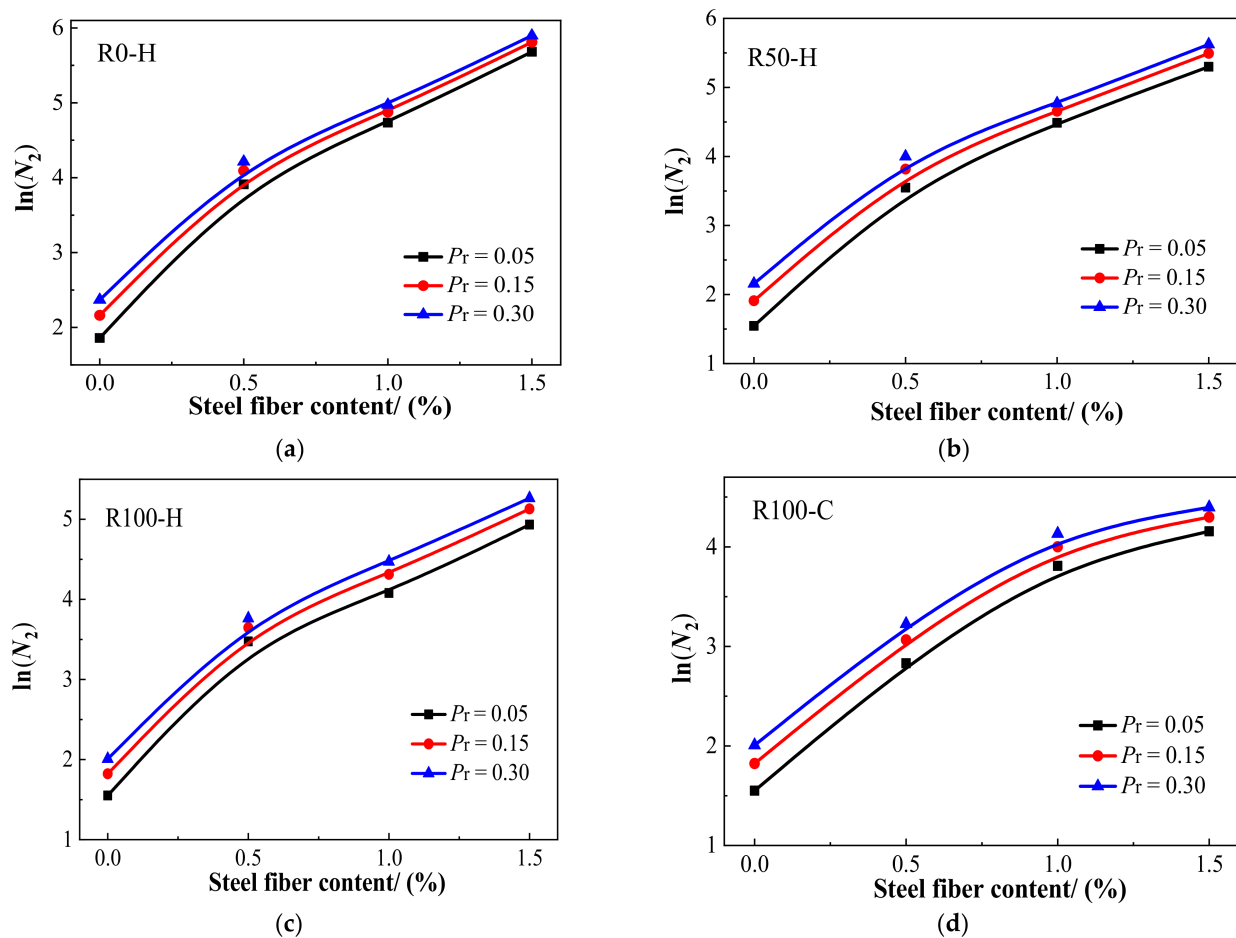 R0-H
6
5
4
3
2
ln(N₂)
Pr = 0.05
Pr = 0.15
Pr = 0.30
0.0 0.5 1.0 1.5
Steel fiber content/ (%)
(a)
R50-H
6
5
4
3
2
1
ln(N₂)
Pr = 0.05
Pr = 0.15
Pr = 0.30
0.0 0.5 1.0 1.5
Steel fiber content/ (%)
(b)
R100-H
5
4
3
2
1
ln(N₂)
Pr = 0.05
Pr = 0.15
Pr = 0.30
0.0 0.5 1.0 1.5
Steel fiber content/ (%)
(c)
R100-C
4
3
2
1
ln(N₂)
Pr = 0.05
Pr = 0.15
Pr = 0.30
0.0 0.5 1.0 1.5
Steel fiber content/ (%)
(d)